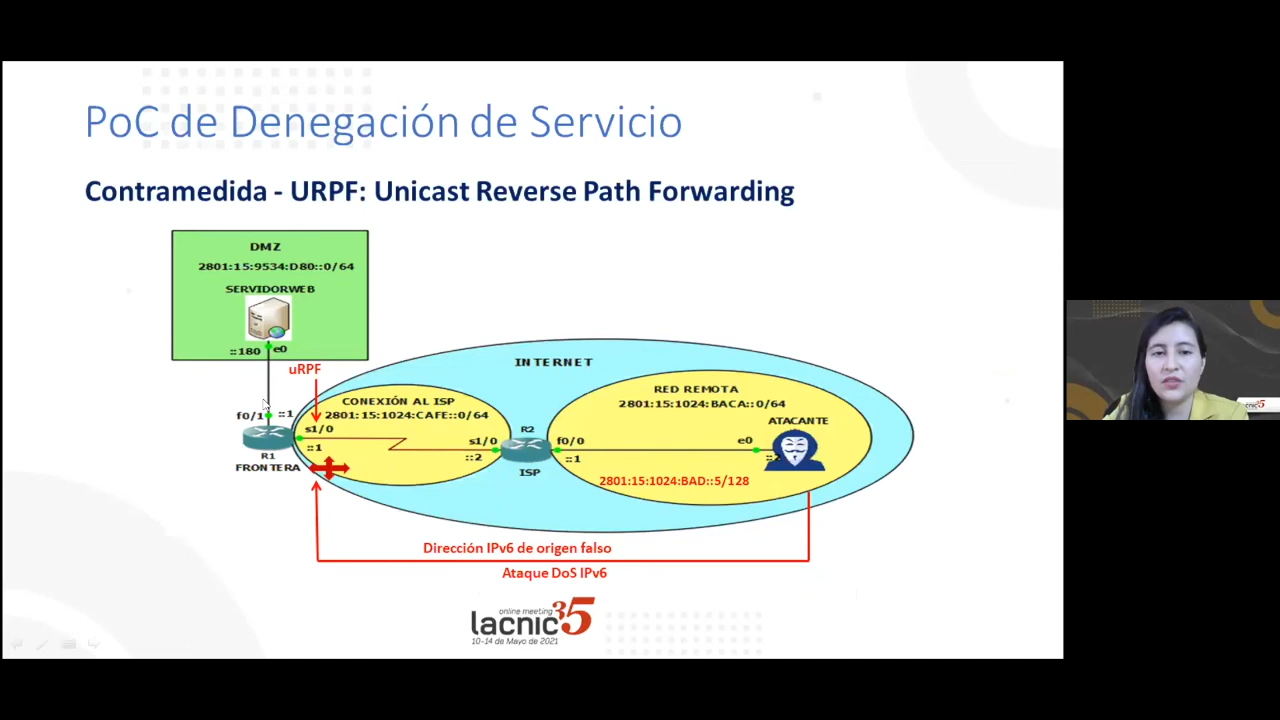 PoC de Denegación de Servicio
Contramedida - URPF: Unicast Reverse Path Forwarding
DMZ
2801:15:9534:D80::0/64
SERVIDORWEB
::180
e0
uRPF
INTERNET
CONEXIÓN AL ISP
2801:15:1024:CAFE::0/64
RED REMOTA
2801:15:1024:BACA::0/64
ATACANTE
f0/1
::1
s1/0
::1
R1
FRONTERA
s1/0
::2
R2
ISP
f0/0
::1
e0
::2
2801:15:1024:BAD::5/128
Dirección IPv6 de origen falso
Ataque DoS IPv6
online meeting
lacnic35
10-14 de Mayo de 2021